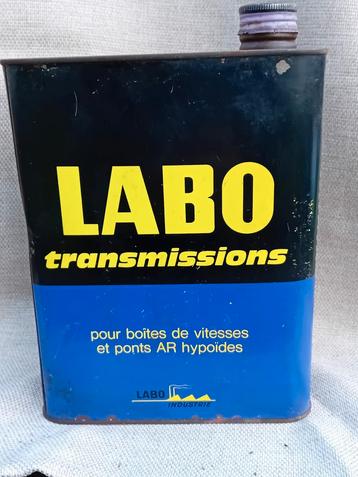 LABO
transmissions
pour boîtes de vitesses
et ponts AR hypoïdes
LABO
INDUSTRIE